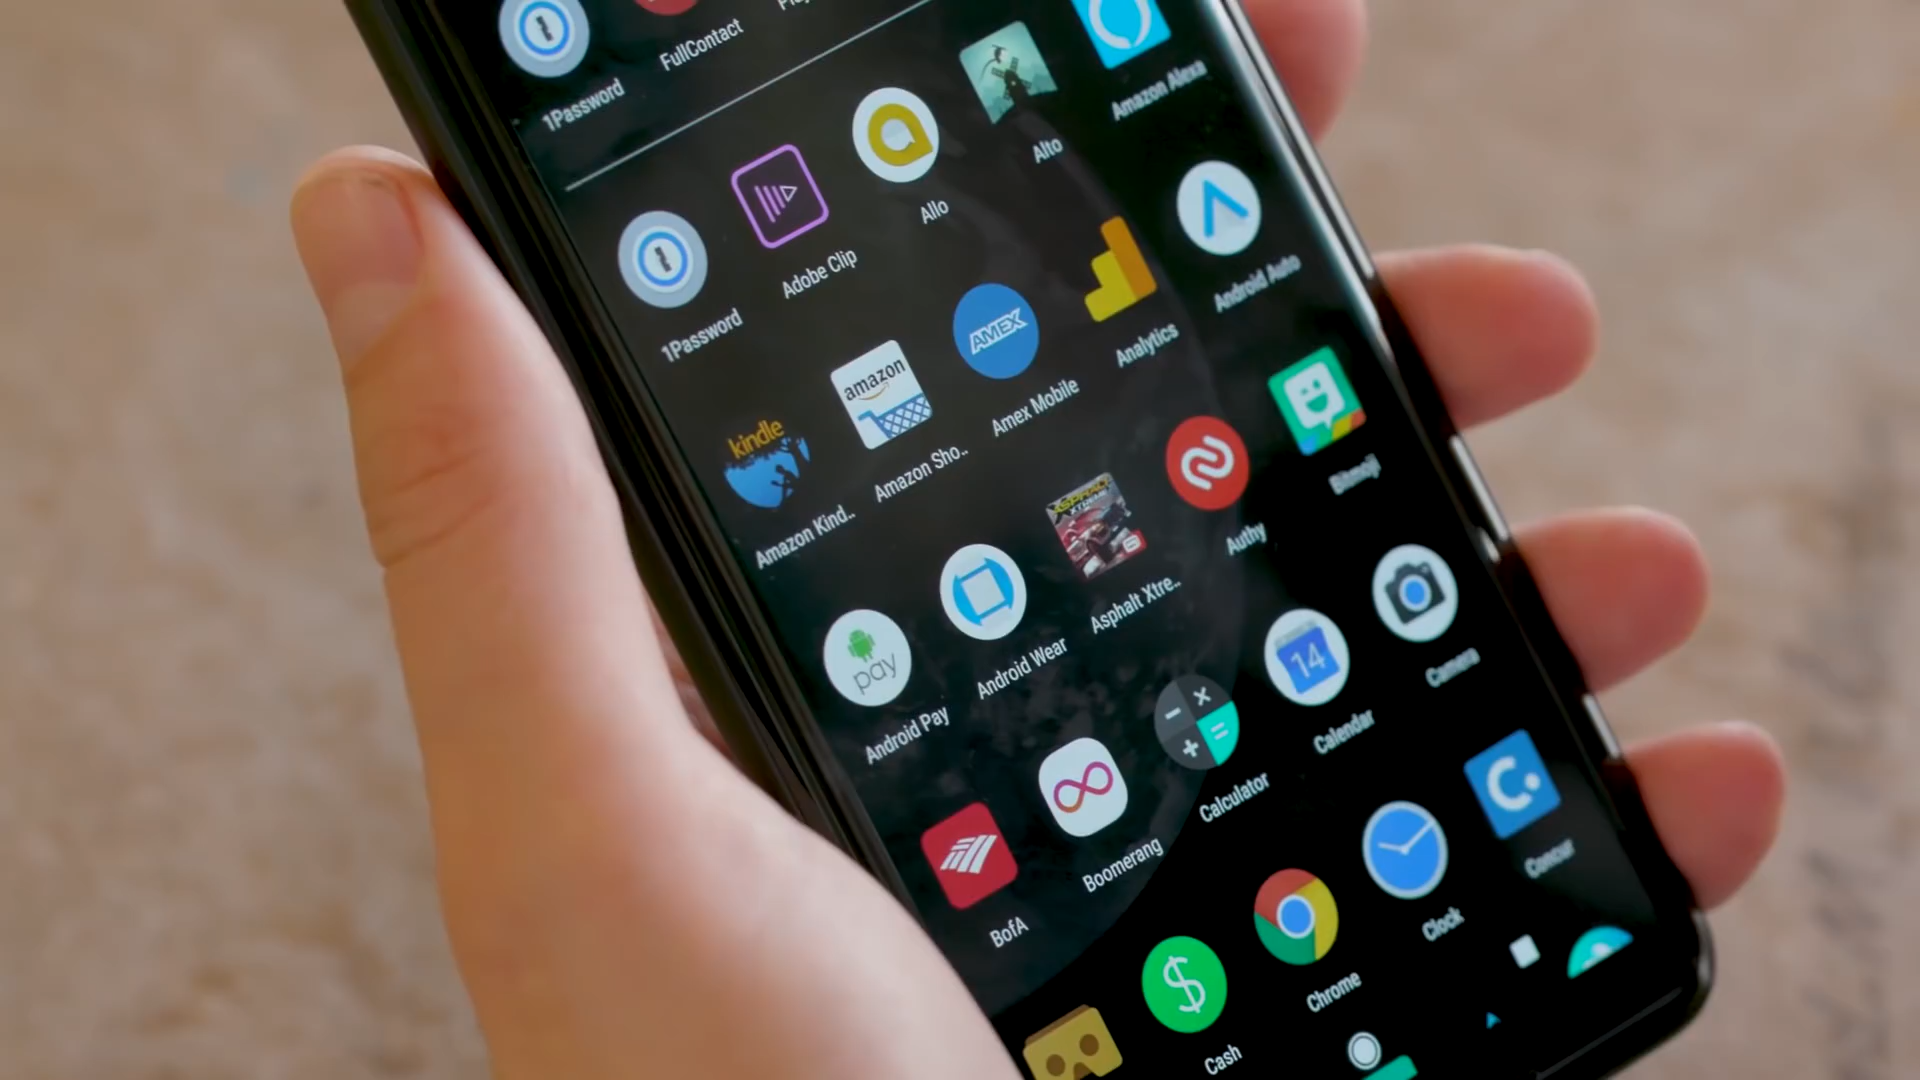 1Password
FullContact
1Password
Adobe Clip
Allo
Alto
Amazon Alexa
kindle
Amazon Kind..
amazon
Amazon Sho..
AMEX
Amex Mobile
Analytics
Android Auto
pay
Android Pay
Android Wear
ASPHALT
XTREME
Asphalt Xtre..
Authy
Bitmoji
BofA
Boomerang
Calculator
14
Calendar
Camera
Cash
Chrome
Clock
Concur